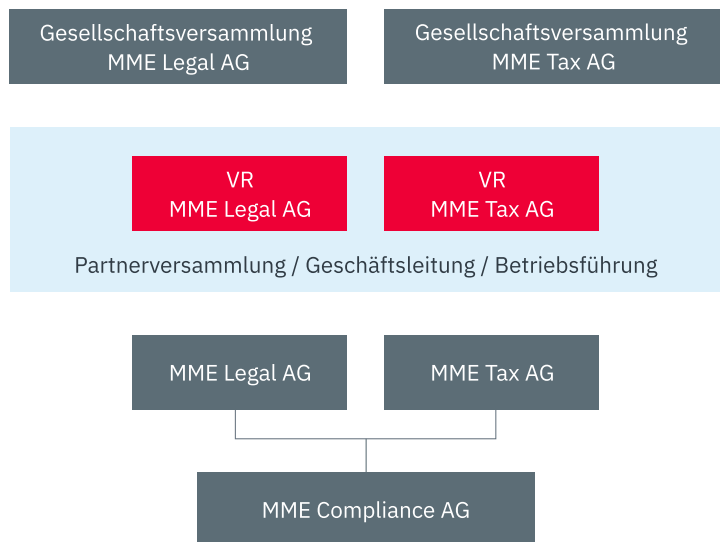 Gesellschaftsversammlung
MME Legal AG
Gesellschaftsversammlung
MME Tax AG
VR
MME Legal AG
VR
MME Tax AG
Partnerversammlung / Geschäftsleitung / Betriebsführung
MME Legal AG
MME Tax AG
MME Compliance AG